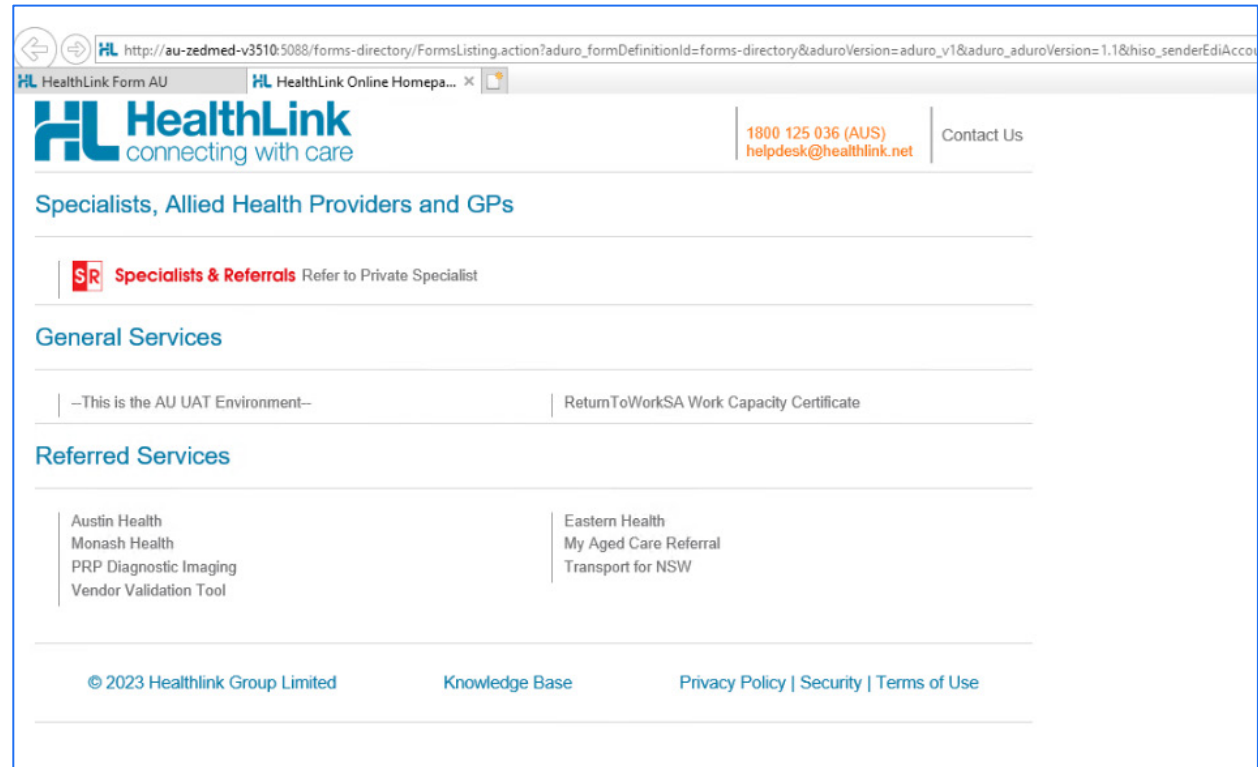 http://au-zedmed-v3510:5088/forms-directory/FormsListing.action?aduro_formDefinitionId=forms-directory&aduroVersion=aduro_v1&aduro_aduroVersion=1.1&hiso_senderEdiAccou
HL HealthLink Form AU
HL HealthLink Online Homepa...
HL HealthLink
connecting with care
1800 125 036 (AUS)
helpdesk@healthlink.net
Contact Us
Specialists, Allied Health Providers and GPs
SR Specialists & Referrals Refer to Private Specialist
General Services
--This is the AU UAT Environment--
ReturnToWorkSA Work Capacity Certificate
Referred Services
Austin Health
Monash Health
PRP Diagnostic Imaging
Vendor Validation Tool
Eastern Health
My Aged Care Referral
Transport for NSW
© 2023 Healthlink Group Limited
Knowledge Base
Privacy Policy | Security | Terms of Use